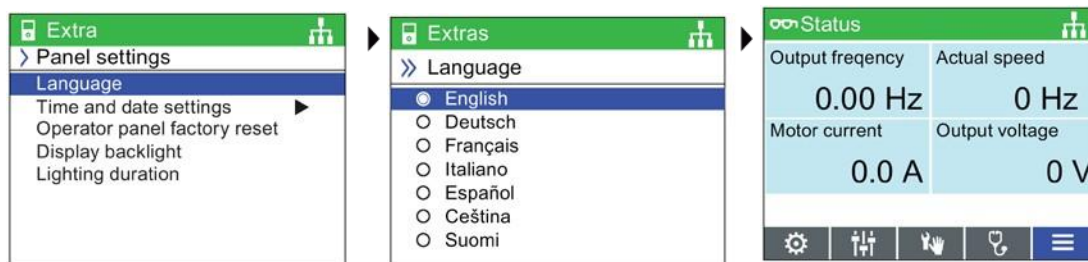 Extra
Panel settings
Language
Time and date settings
Operator panel factory reset
Display backlight
Lighting duration
Extras
Language
English
Deutsch
Français
Italiano
Español
Ceština
Suomi
Status
Output freqency
Actual speed
0.00 Hz
0 Hz
Motor current
Output voltage
0.0 A
0 V